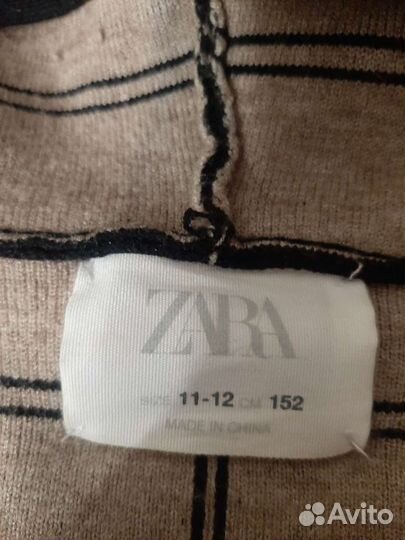 ZARA
SIZE 11-12 CM 152
MADE IN CHINA
Avito